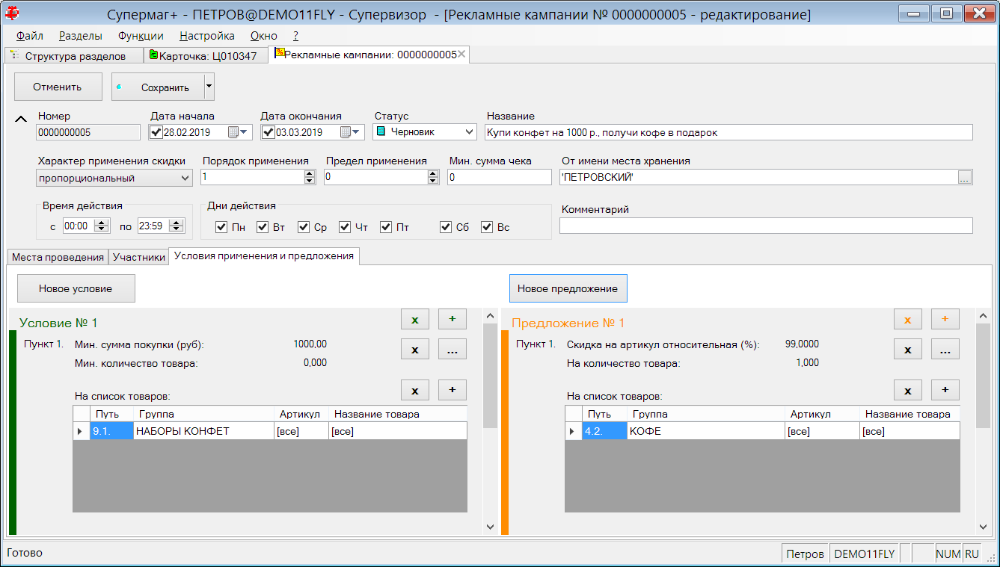 Супермаг+ - ПЕТРОВ@DEMO11FLY - Супервизор - [Рекламные кампании № 0000000005 - редактирование]
Файл Разделы Функции Настройка Окно ?
Структура разделов Карточка: Ц010347 Рекламные кампании: 0000000005
Отменить Сохранить
Номер Дата начала Дата окончания Статус Название
0000000005 28.02.2019 03.03.2019 Черновик Купи конфет на 1000 р., получи кофе в подарок
Характер применения скидки Порядок применения Предел применения Мин. сумма чека От имени места хранения
пропорциональный 1 0 0 'ПЕТРОВСКИЙ' ...
Время действия Дни действия Комментарий
с 00:00 по 23:59 Пн Вт Ср Чт Пт Сб Вс
Места проведения Участники Условия применения и предложения
Новое условие Новое предложение
Условие № 1 x + Предложение № 1 x +
Пункт 1. Мин. сумма покупки (руб): 1000,00 x ... Пункт 1. Скидка на артикул относительная (%): 99,0000 x ...
Мин. количество товара: 0,000 На количество товара: 1,000
На список товаров: x + На список товаров: x +
Путь Группа Артикул Название товара Путь Группа Артикул Название товара
9.1. НАБОРЫ КОНФЕТ [все] [все] 4.2. КОФЕ [все] [все]
Готово Петров DEMO11FLY NUM RU